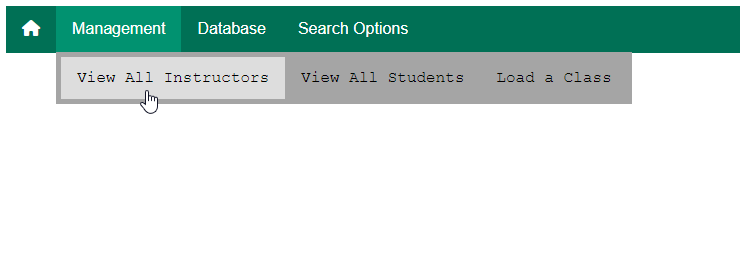 Management Database Search Options
View All Instructors View All Students Load a Class